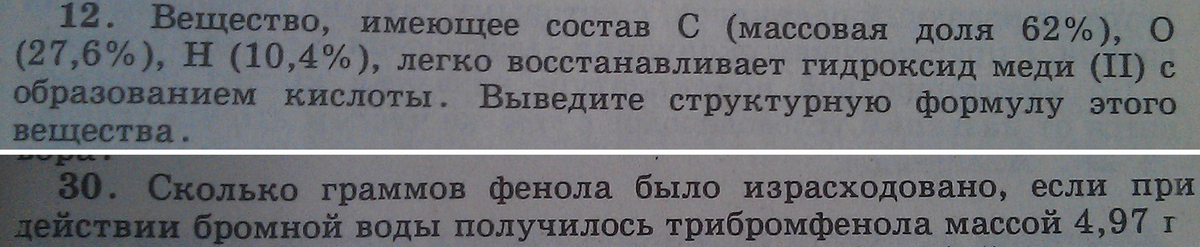 12. Вещество, имеющее состав C (массовая доля 62%), O
(27,6%), H (10,4%), легко восстанавливает гидроксид меди (II) с
образованием кислоты. Выведите структурную формулу этого
вещества.
30. Сколько граммов фенола было израсходовано, если при
действии бромной воды получилось трибромфенола массой 4,97 г